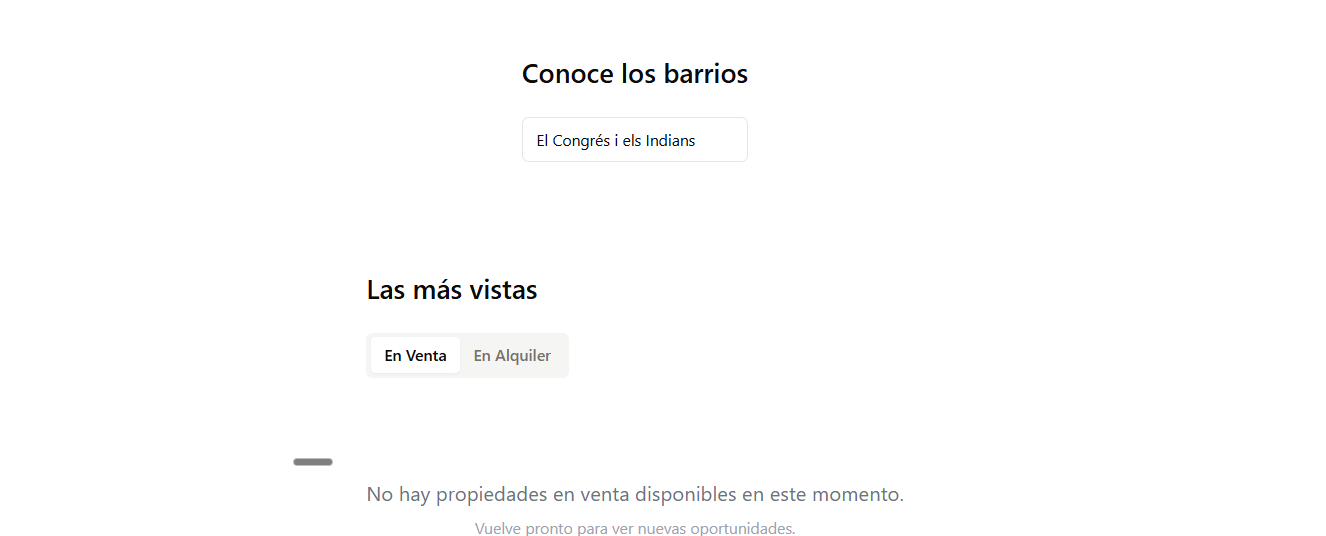 Conoce los barrios
El Congrés i els Indians
Las más vistas
En Venta En Alquiler
No hay propiedades en venta disponibles en este momento.
Vuelve pronto para ver nuevas oportunidades.